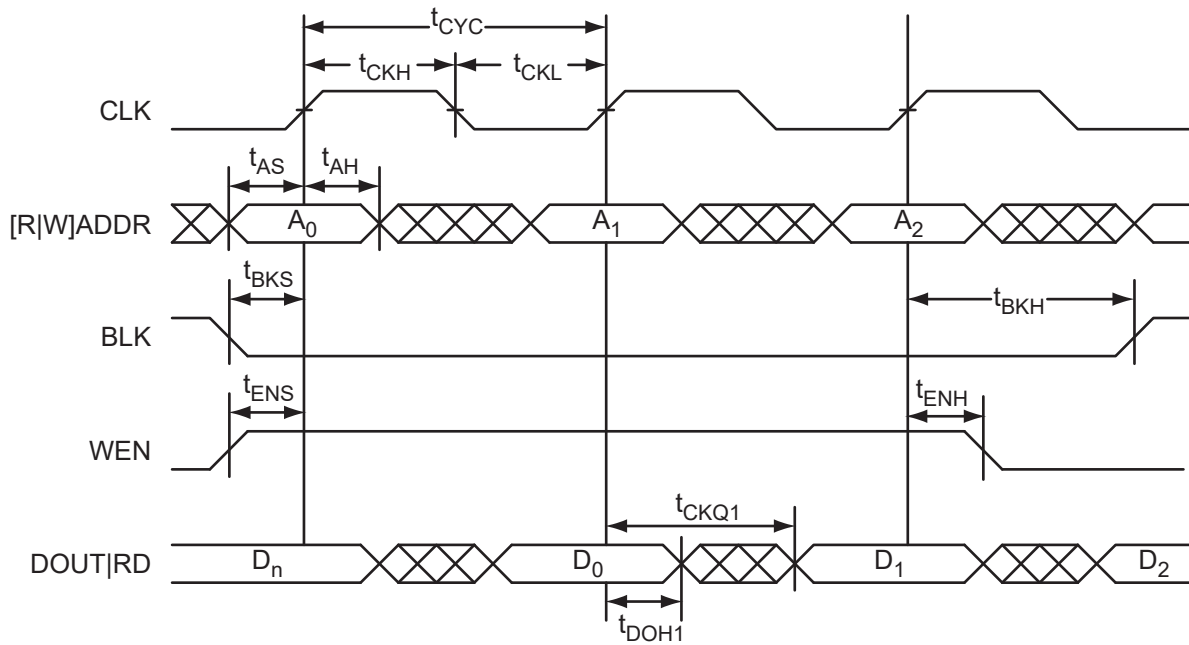 tCYC
tCKH tCKL
CLK
tAS tAH
[R|W]ADDR A0 A1 A2
tBKS tBKH
BLK
tENS tENH
WEN
tCKQ1
DOUT|RD Dn D0 D1 D2
tDOH1